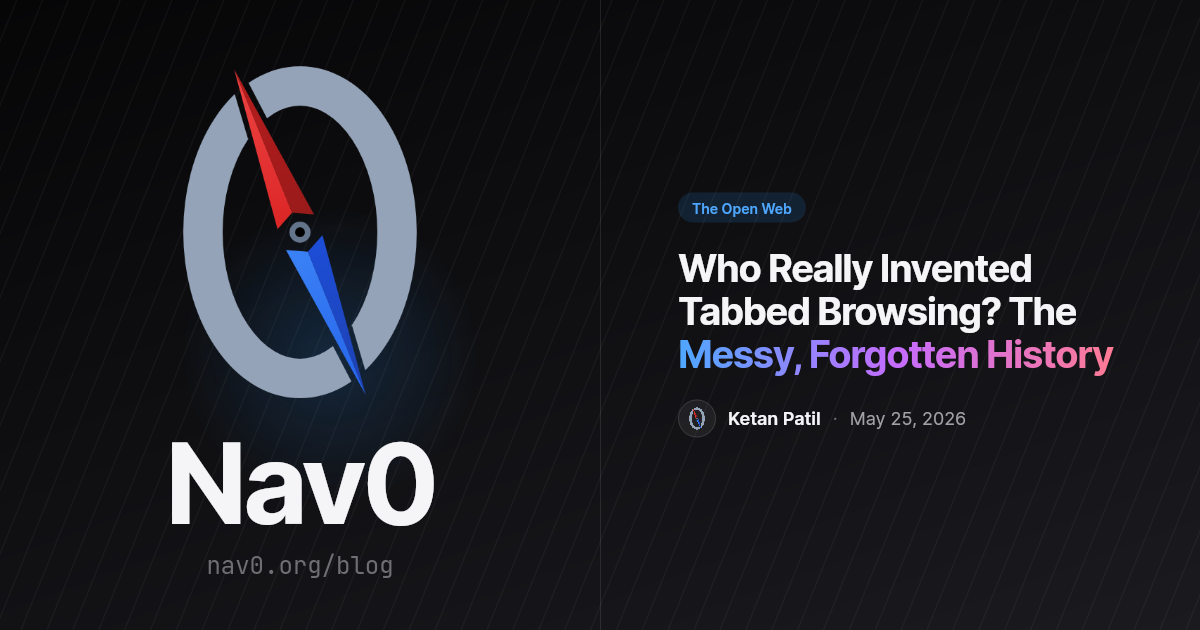 Nav0
nav0.org/blog
The Open Web
Who Really Invented
Tabbed Browsing? The
Messy, Forgotten History
Ketan Patil · May 25, 2026